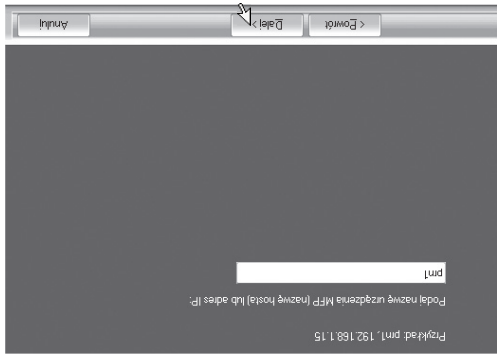 Przykład: prn1, 192.168.1.15
Podaj nazwę urządzenia MFP (nazwę hosta) lub adres IP:
prn1
< Powrót
Dalej >
Anuluj